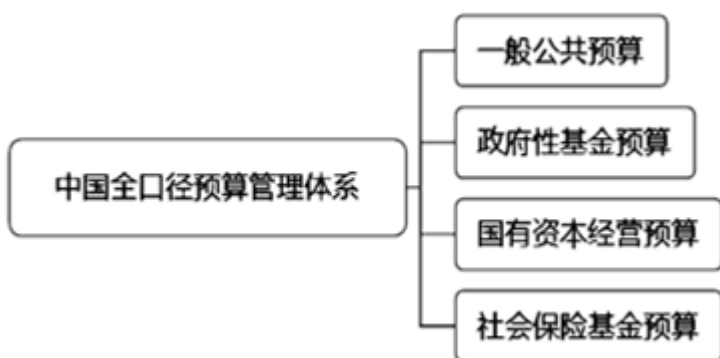 中国全口径预算管理体系
一般公共预算
政府性基金预算
国有资本经营预算
社会保险基金预算